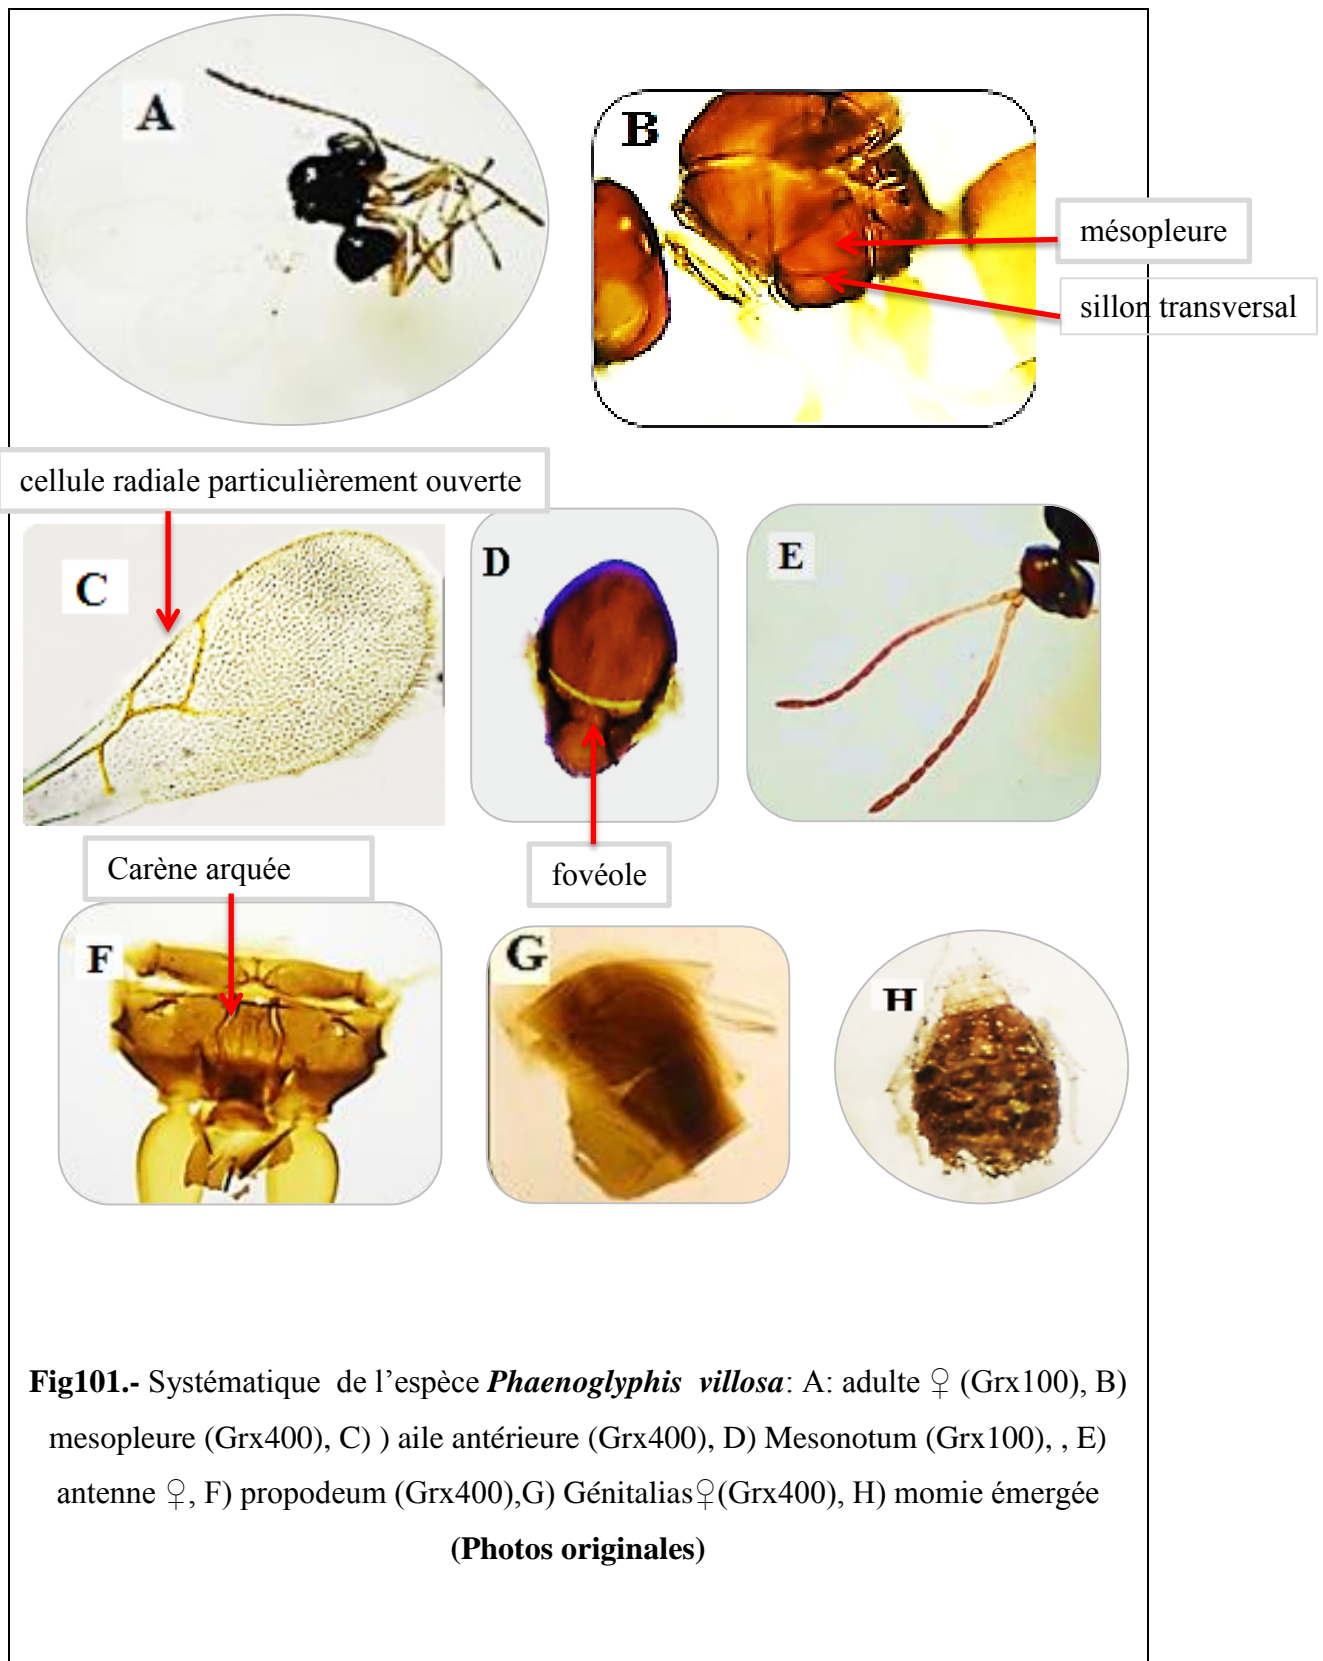 A
B
mésopleure
sillon transversal
cellule radiale particulièrement ouverte
C
D
E
Carène arquée
fovéole
F
G
H
Fig101.- Systématique de l’espèce Phaenoglyphis villosa: A: adulte ♀ (Grx100), B)
mesopleure (Grx400), C) ) aile antérieure (Grx400), D) Mesonotum (Grx100), , E)
antenne ♀, F) propodeum (Grx400),G) Génitalias♀(Grx400), H) momie émergée
(Photos originales)